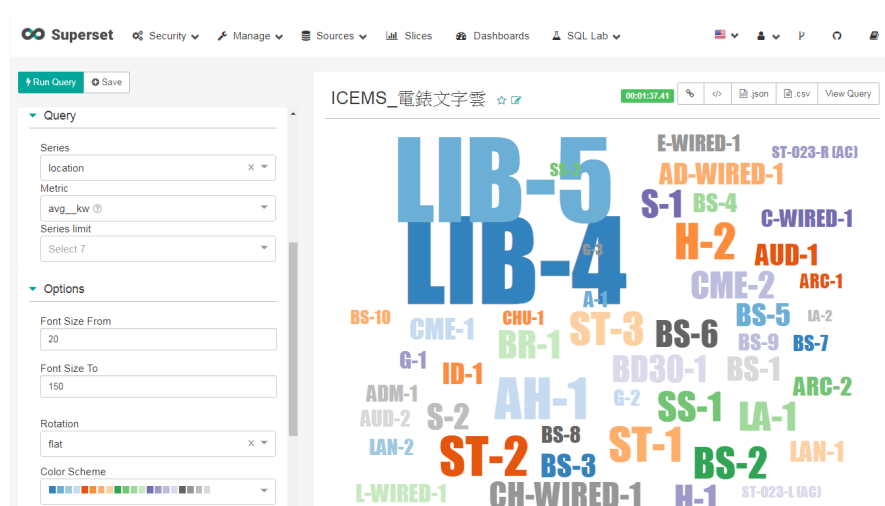 Superset Security Manage Sources Slices Dashboards SQL Lab
Run Query Save
Query
Series
location
Metric
avg__kw
Series limit
Select 7
Options
Font Size From
20
Font Size To
150
Rotation
flat
Color Scheme
ICEMS_電錶文字雲
00:01:37.41 .json .csv View Query
LIB-5
SS-2
E-WIRED-1
ST-023-R (AC)
AD-WIRED-1
S-1
BS-4
C-WIRED-1
LIB-4
G-3
H-2
AUD-1
CME-2
ARC-1
A-1
BS-10
CME-1
CHU-1
BR-1
ST-3
BS-6
BS-5
LA-2
BS-9
BS-7
G-1
ID-1
BD30-1
BS-1
ADM-1
AH-1
G-2
ARC-2
AUD-2
S-2
SS-1
LA-1
LAN-2
ST-2
BS-8
BS-3
ST-1
BS-2
LAN-1
L-WIRED-1
CH-WIRED-1
H-1
ST-023-L (AC)